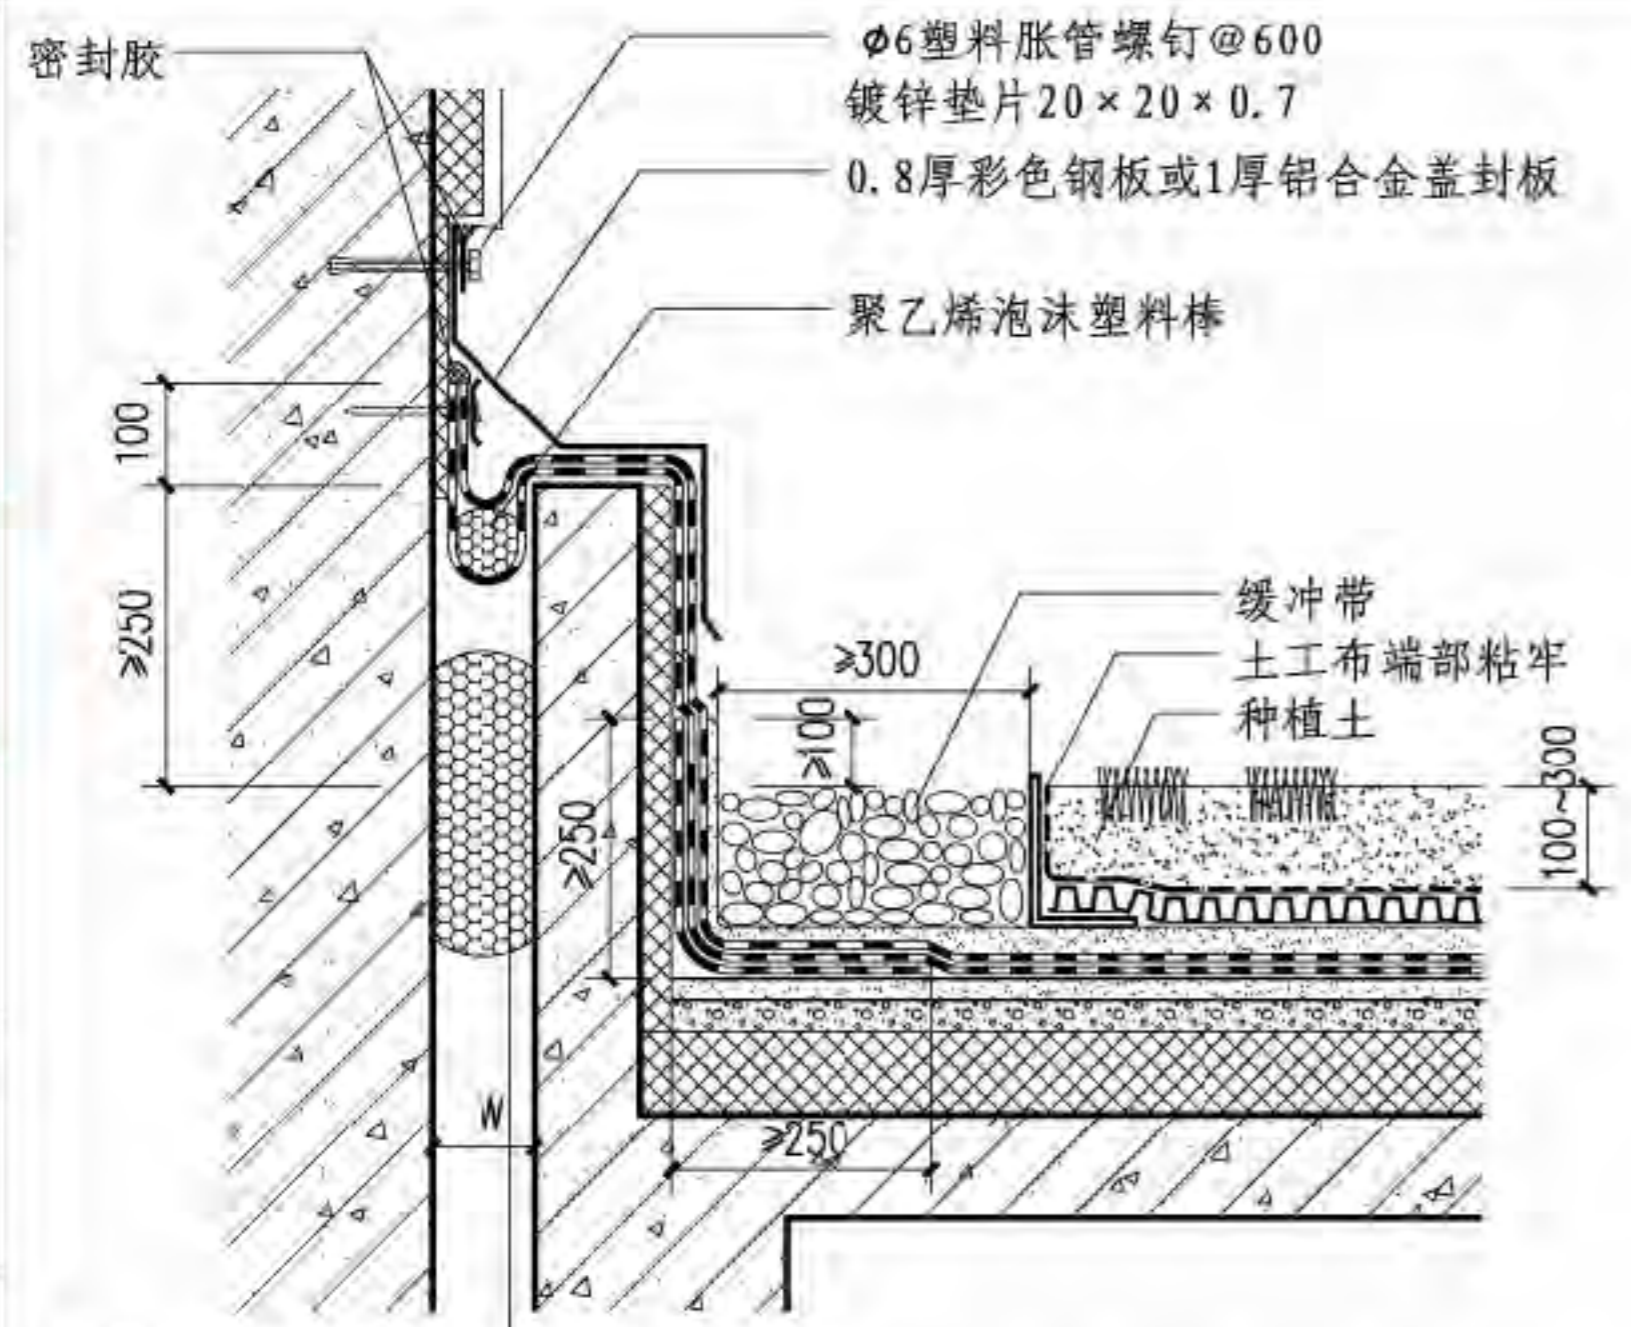 密封胶
ϕ6塑料胀管螺钉@600
镀锌垫片20×20×0.7
0.8厚彩色钢板或1厚铝合金盖封板
聚乙烯泡沫塑料棒
100
≥250
缓冲带
≥300
土工布端部粘牢
种植土
≥100
100~300
≥250
W
≥250